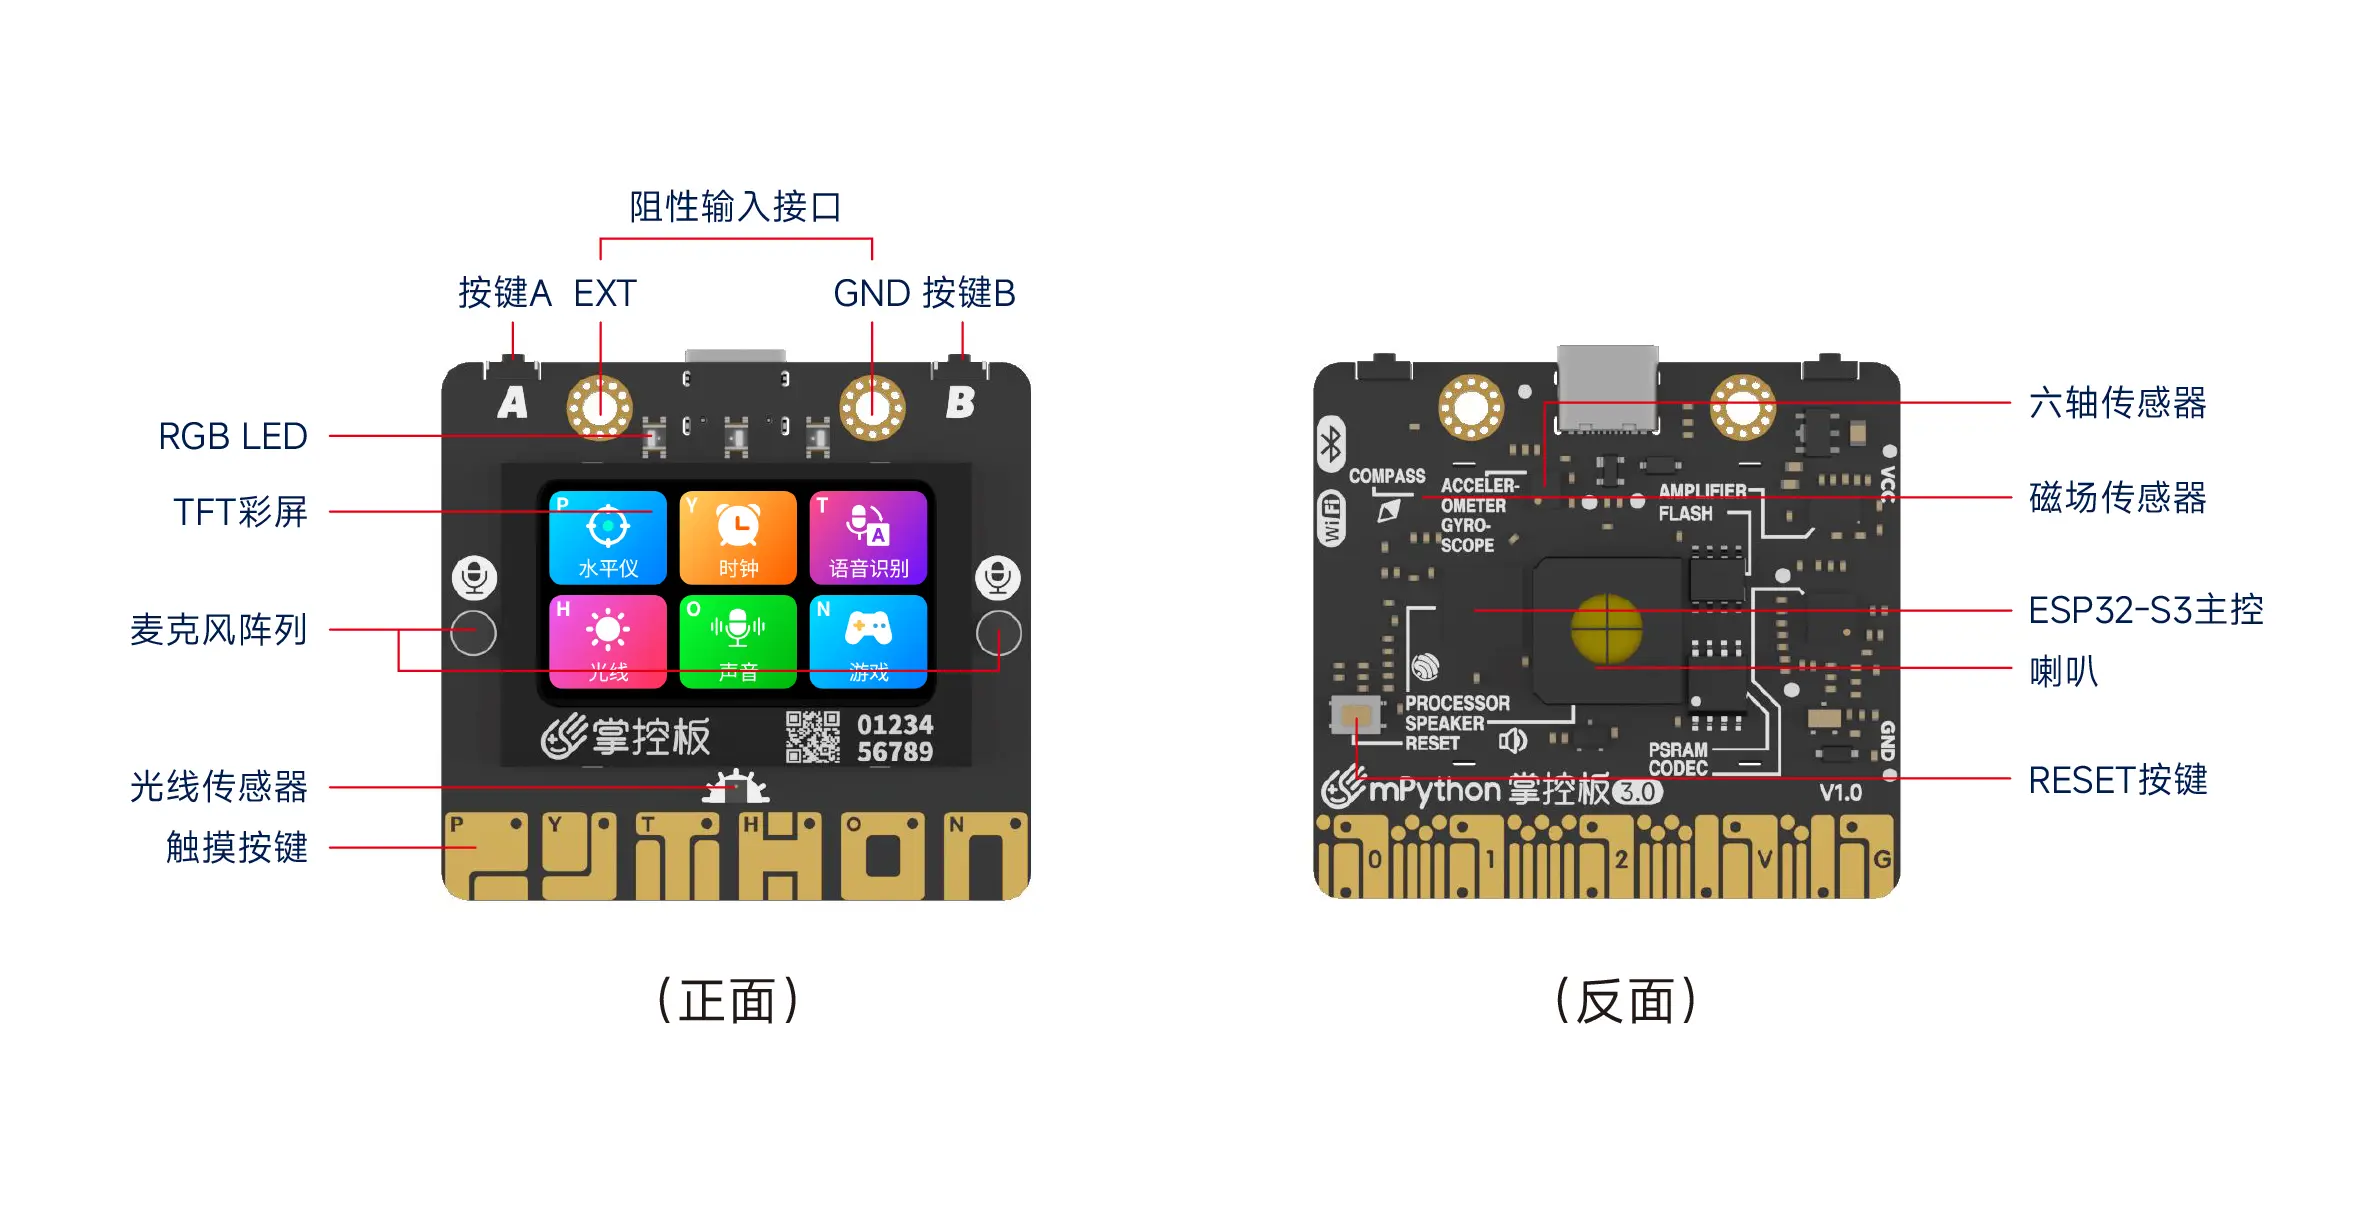 阻性输入接口
按键A EXT
GND 按键B
A
B
RGB LED
TFT彩屏
麦克风阵列
光线传感器
触摸按键
P
水平仪
Y
时钟
T
A
语音识别
H
光线
O
声音
N
游戏
掌控板
01234
56789
P Y T H O N
（正面）
六轴传感器
磁场传感器
ESP32-S3主控
喇叭
RESET按键
WiFi
COMPASS
ACCELER-
OMETER
GYRO-
SCOPE
AMPLIFIER
FLASH
VCC
PROCESSOR
SPEAKER
RESET
PSRAM
CODEC
GND
mPython 掌控板 3.0
V1.0
0 1 2 V G
（反面）